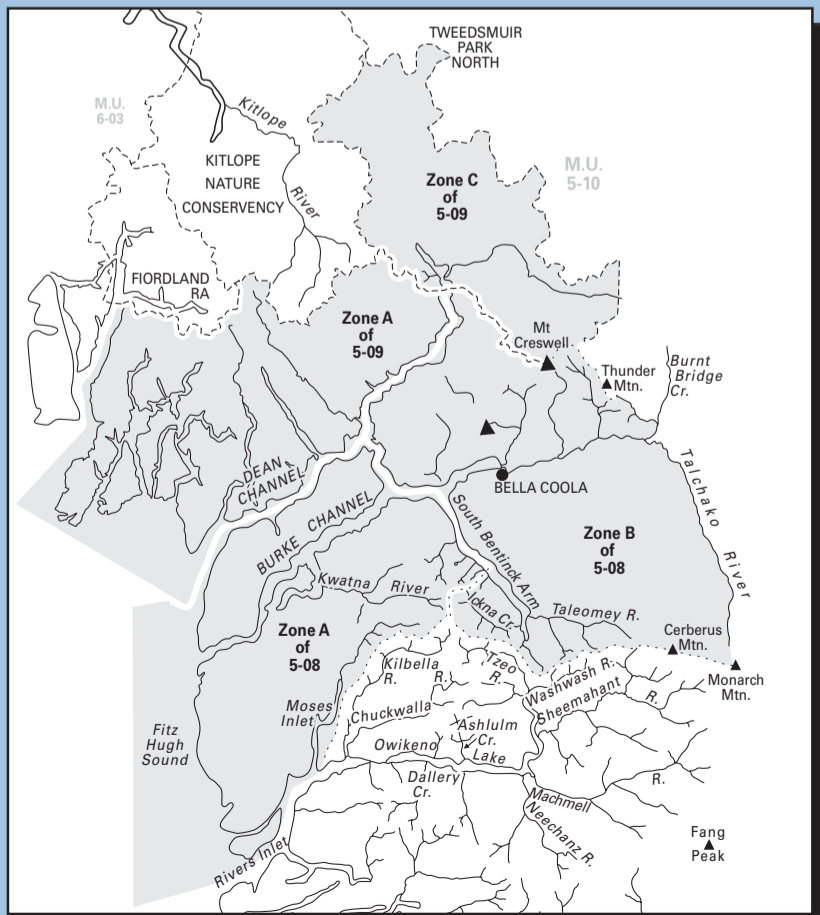 TWEEDSMUIR
PARK
NORTH
M.U.
6-03
Kitlope
River
KITLOPE
NATURE
CONSERVENCY
Zone C
of
5-09
M.U.
5-10
FIORDLAND
RA
Zone A
of
5-09
Mt
Creswell
Thunder
Mtn.
Burnt
Bridge
Cr.
DEAN
CHANNEL
BELLA COOLA
Talchako River
BURKE CHANNEL
South Bentinck Arm
Zone B
of
5-08
Kwatna River
Ickna Cr.
Taleomey R.
Zone A
of
5-08
Cerberus
Mtn.
Monarch
Mtn.
Kilbella
R. R.
Tzeo
R.
Washwash R.
Sheemahant R.
Moses
Inlet
Chuckwalla
Fitz
Hugh
Sound
Ashlulm
Cr.
Owikeno Lake
Dallery
Cr.
R.
Machmell
Neechanz R.
Fang
Peak
Rivers Inlet